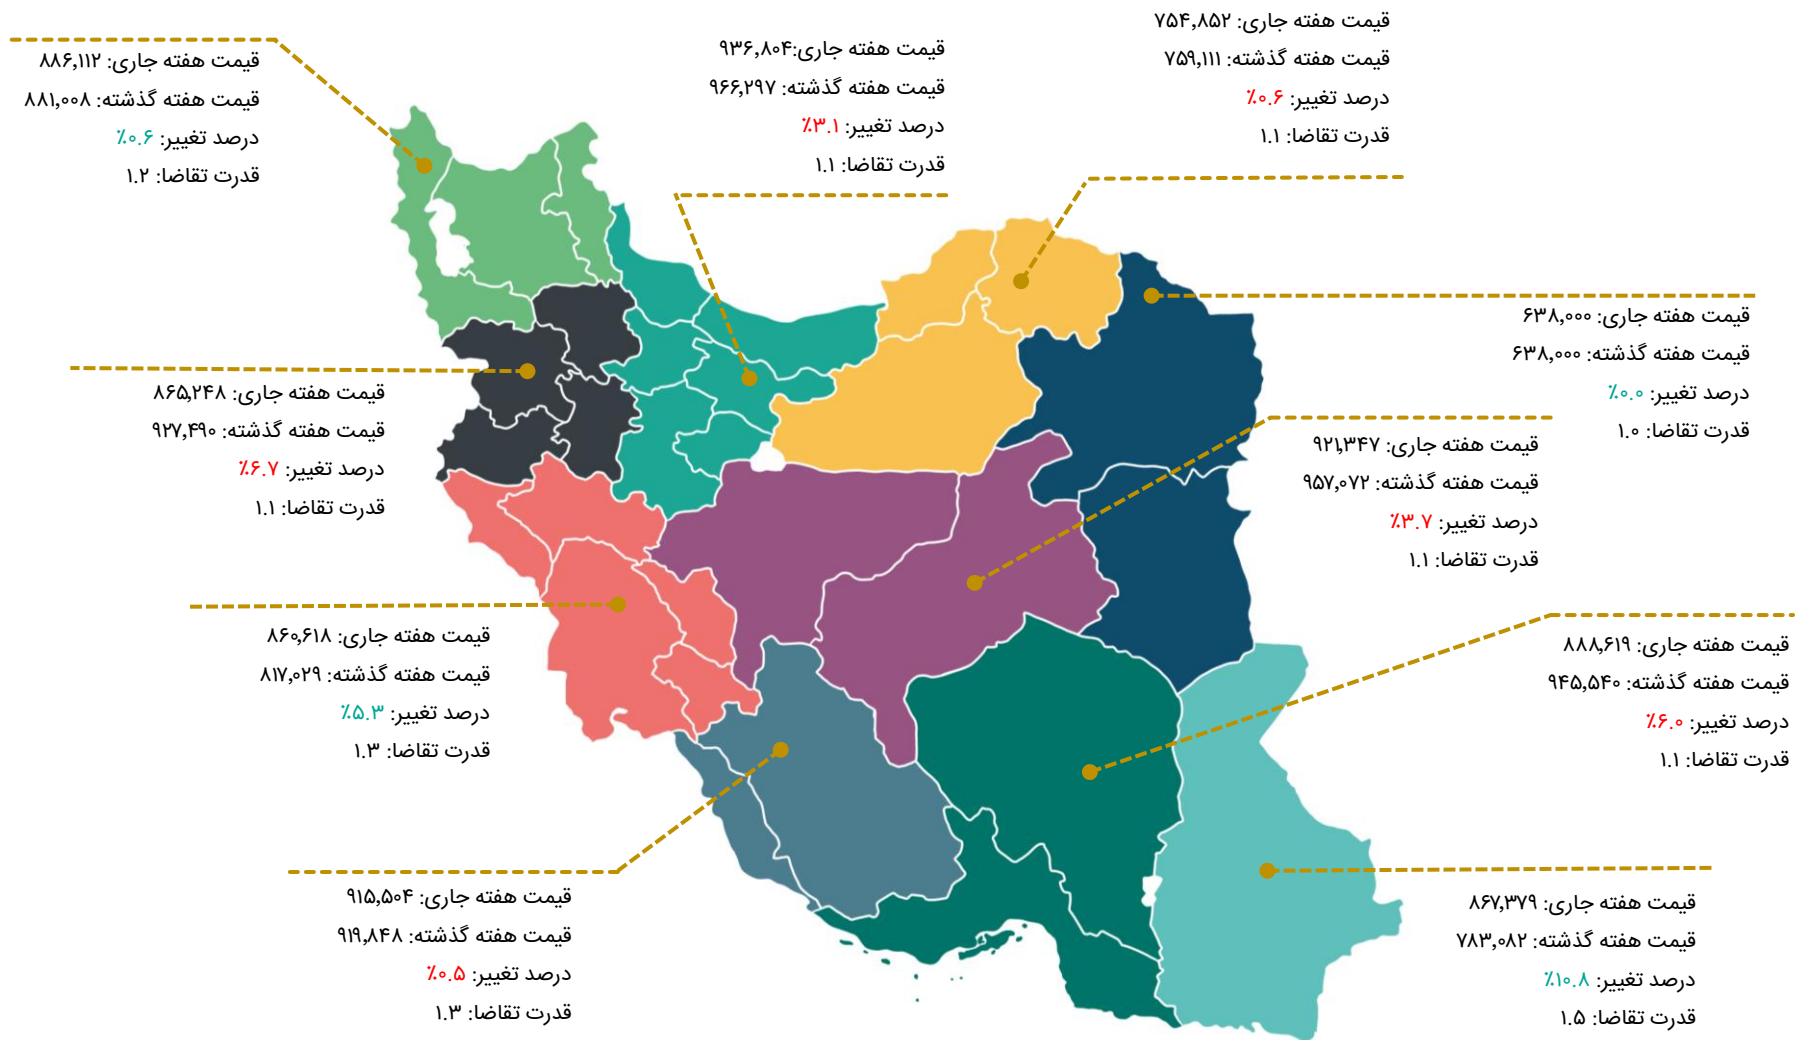 قیمت هفته جاری: ۷۵۴,۸۵۲
قیمت هفته گذشته: ۷۵۹,۱۱۱
درصد تغییر: ۰.۶٪
قدرت تقاضا: ۱.۱
قیمت هفته جاری:۹۳۶,۸۰۴
قیمت هفته گذشته: ۹۶۶,۲۹۷
درصد تغییر: ۳.۱٪
قدرت تقاضا: ۱.۱
قیمت هفته جاری: ۸۸۶,۱۱۲
قیمت هفته گذشته: ۸۸۱,۰۰۸
درصد تغییر: ۰.۶٪
قدرت تقاضا: ۱.۲
قیمت هفته جاری: ۶۳۸,۰۰۰
قیمت هفته گذشته: ۶۳۸,۰۰۰
درصد تغییر: ۰.۰٪
قدرت تقاضا: ۱.۰
قیمت هفته جاری: ۹۲۱,۳۴۷
قیمت هفته گذشته: ۹۵۷,۰۷۲
درصد تغییر: ۳.۷٪
قدرت تقاضا: ۱.۱
قیمت هفته جاری: ۸۶۵,۲۴۸
قیمت هفته گذشته: ۹۲۷,۴۹۰
درصد تغییر: ۶.۷٪
قدرت تقاضا: ۱.۱
قیمت هفته جاری: ۸۸۸,۶۱۹
قیمت هفته گذشته: ۹۴۵,۵۴۰
درصد تغییر: ۶.۰٪
قدرت تقاضا: ۱.۱
قیمت هفته جاری: ۸۶۰,۶۱۸
قیمت هفته گذشته: ۸۱۷,۰۲۹
درصد تغییر: ۵.۳٪
قدرت تقاضا: ۱.۳
قیمت هفته جاری: ۸۶۷,۳۷۹
قیمت هفته گذشته: ۷۸۳,۰۸۲
درصد تغییر: ۱۰.۸٪
قدرت تقاضا: ۱.۵
قیمت هفته جاری: ۹۱۵,۵۰۴
قیمت هفته گذشته: ۹۱۹,۸۴۸
درصد تغییر: ۰.۵٪
قدرت تقاضا: ۱.۳